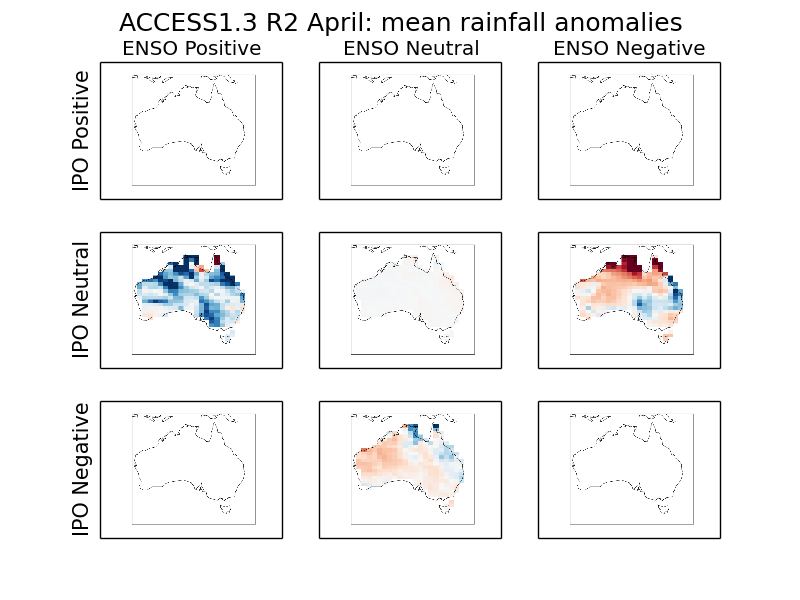 ACCESS1.3 R2 April: mean rainfall anomalies
ENSO Positive
ENSO Neutral
ENSO Negative
IPO Positive
IPO Neutral
IPO Negative